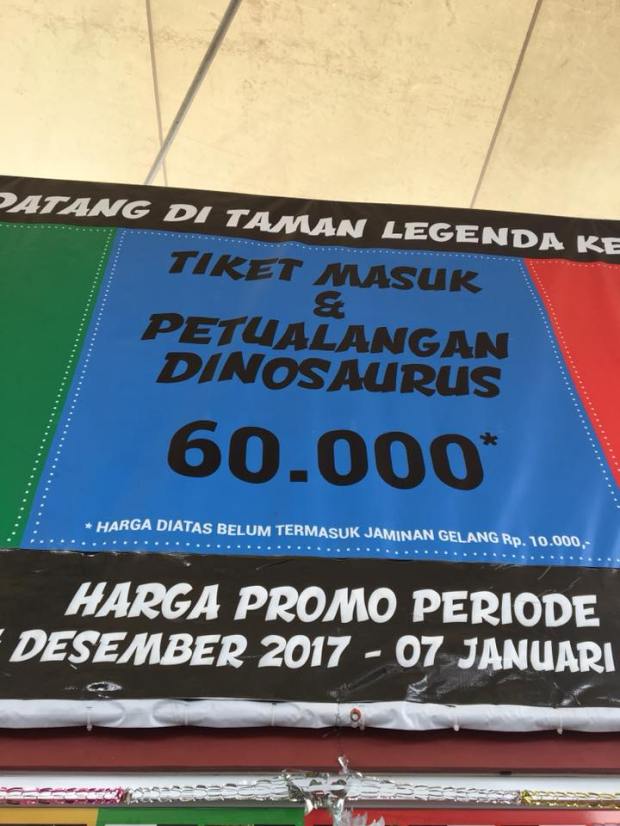 DATANG DI TAMAN LEGENDA KE
TIKET MASUK
&
PETUALANGAN
DINOSAURUS
60.000*
* HARGA DIATAS BELUM TERMASUK JAMINAN GELANG Rp. 10.000,-
HARGA PROMO PERIODE
DESEMBER 2017 - 07 JANUARI